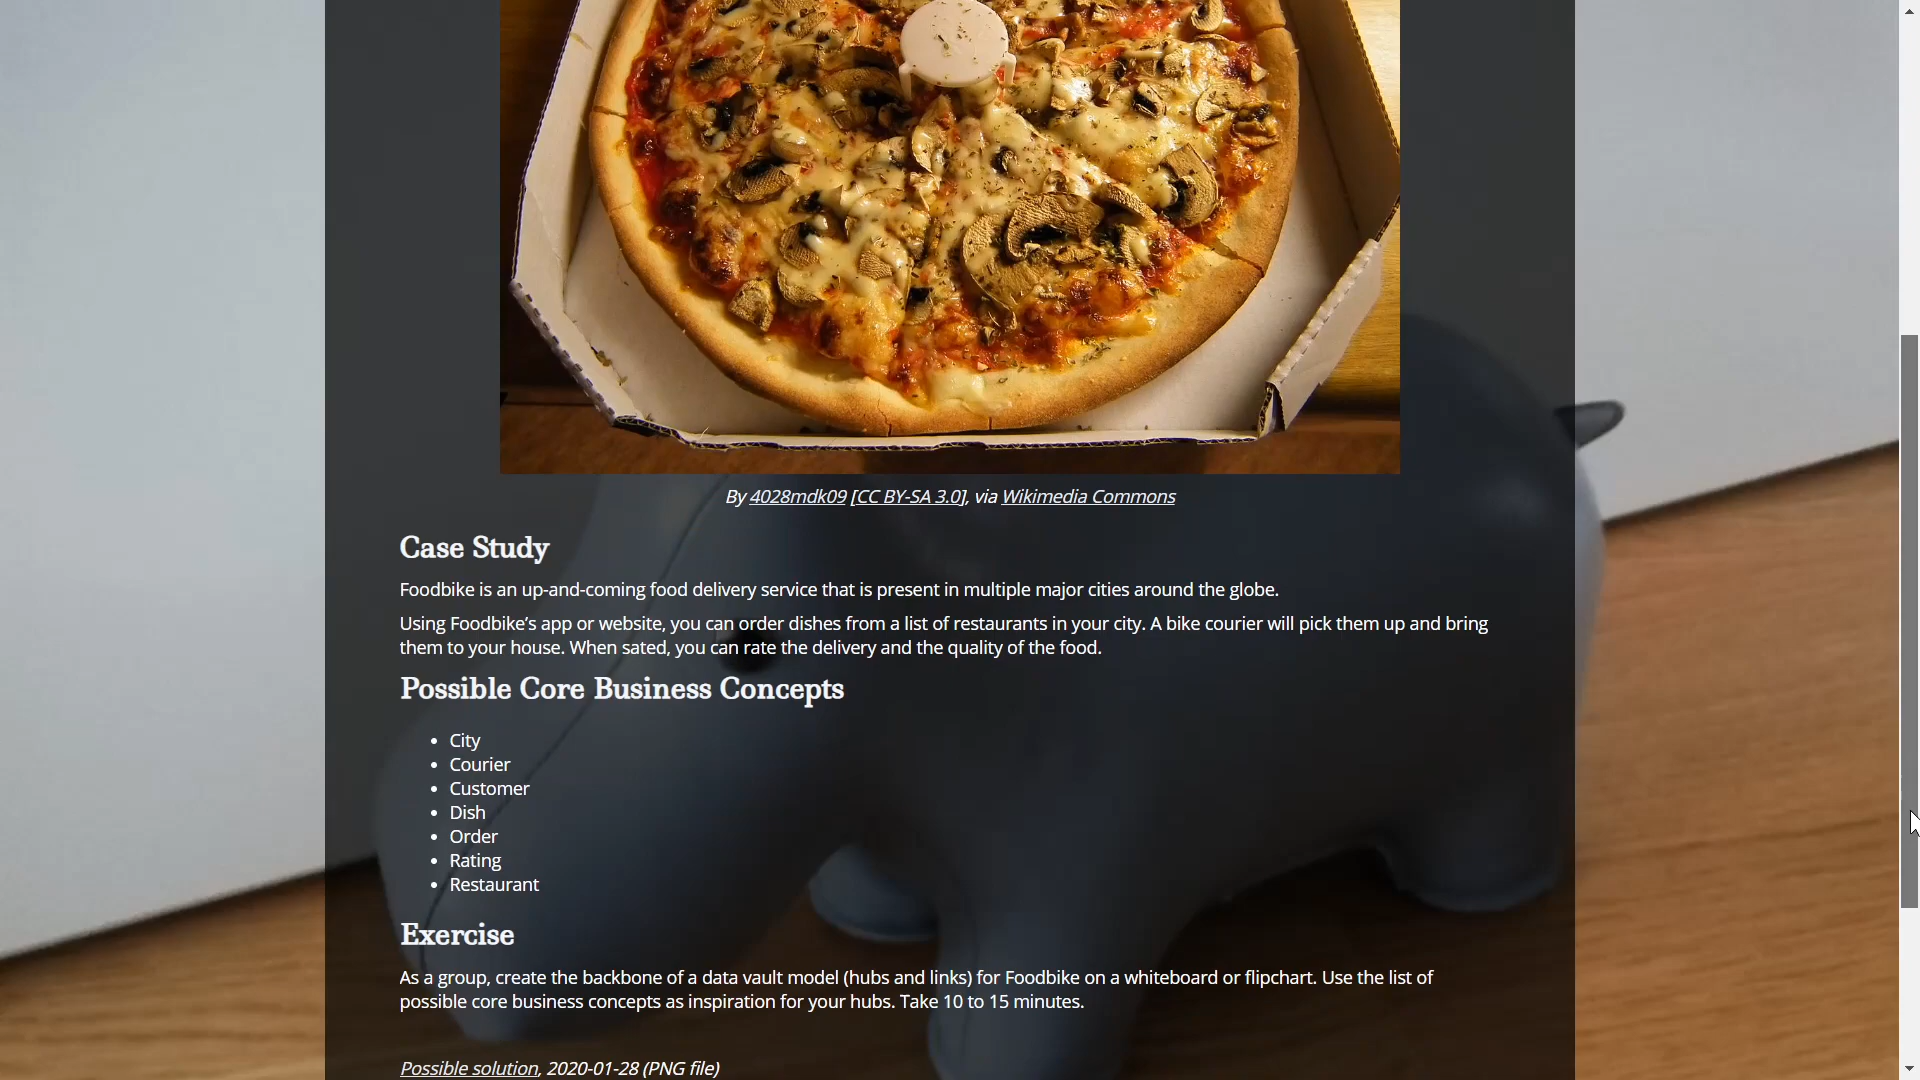 By 4028mdk09 [CC BY-SA 3.0], via Wikimedia Commons
Case Study
Foodbike is an up-and-coming food delivery service that is present in multiple major cities around the globe.
Using Foodbike’s app or website, you can order dishes from a list of restaurants in your city. A bike courier will pick them up and bring
them to your house. When sated, you can rate the delivery and the quality of the food.
Possible Core Business Concepts
• City
• Courier
• Customer
• Dish
• Order
• Rating
• Restaurant
Exercise
As a group, create the backbone of a data vault model (hubs and links) for Foodbike on a whiteboard or flipchart. Use the list of
possible core business concepts as inspiration for your hubs. Take 10 to 15 minutes.
Possible solution, 2020-01-28 (PNG file)